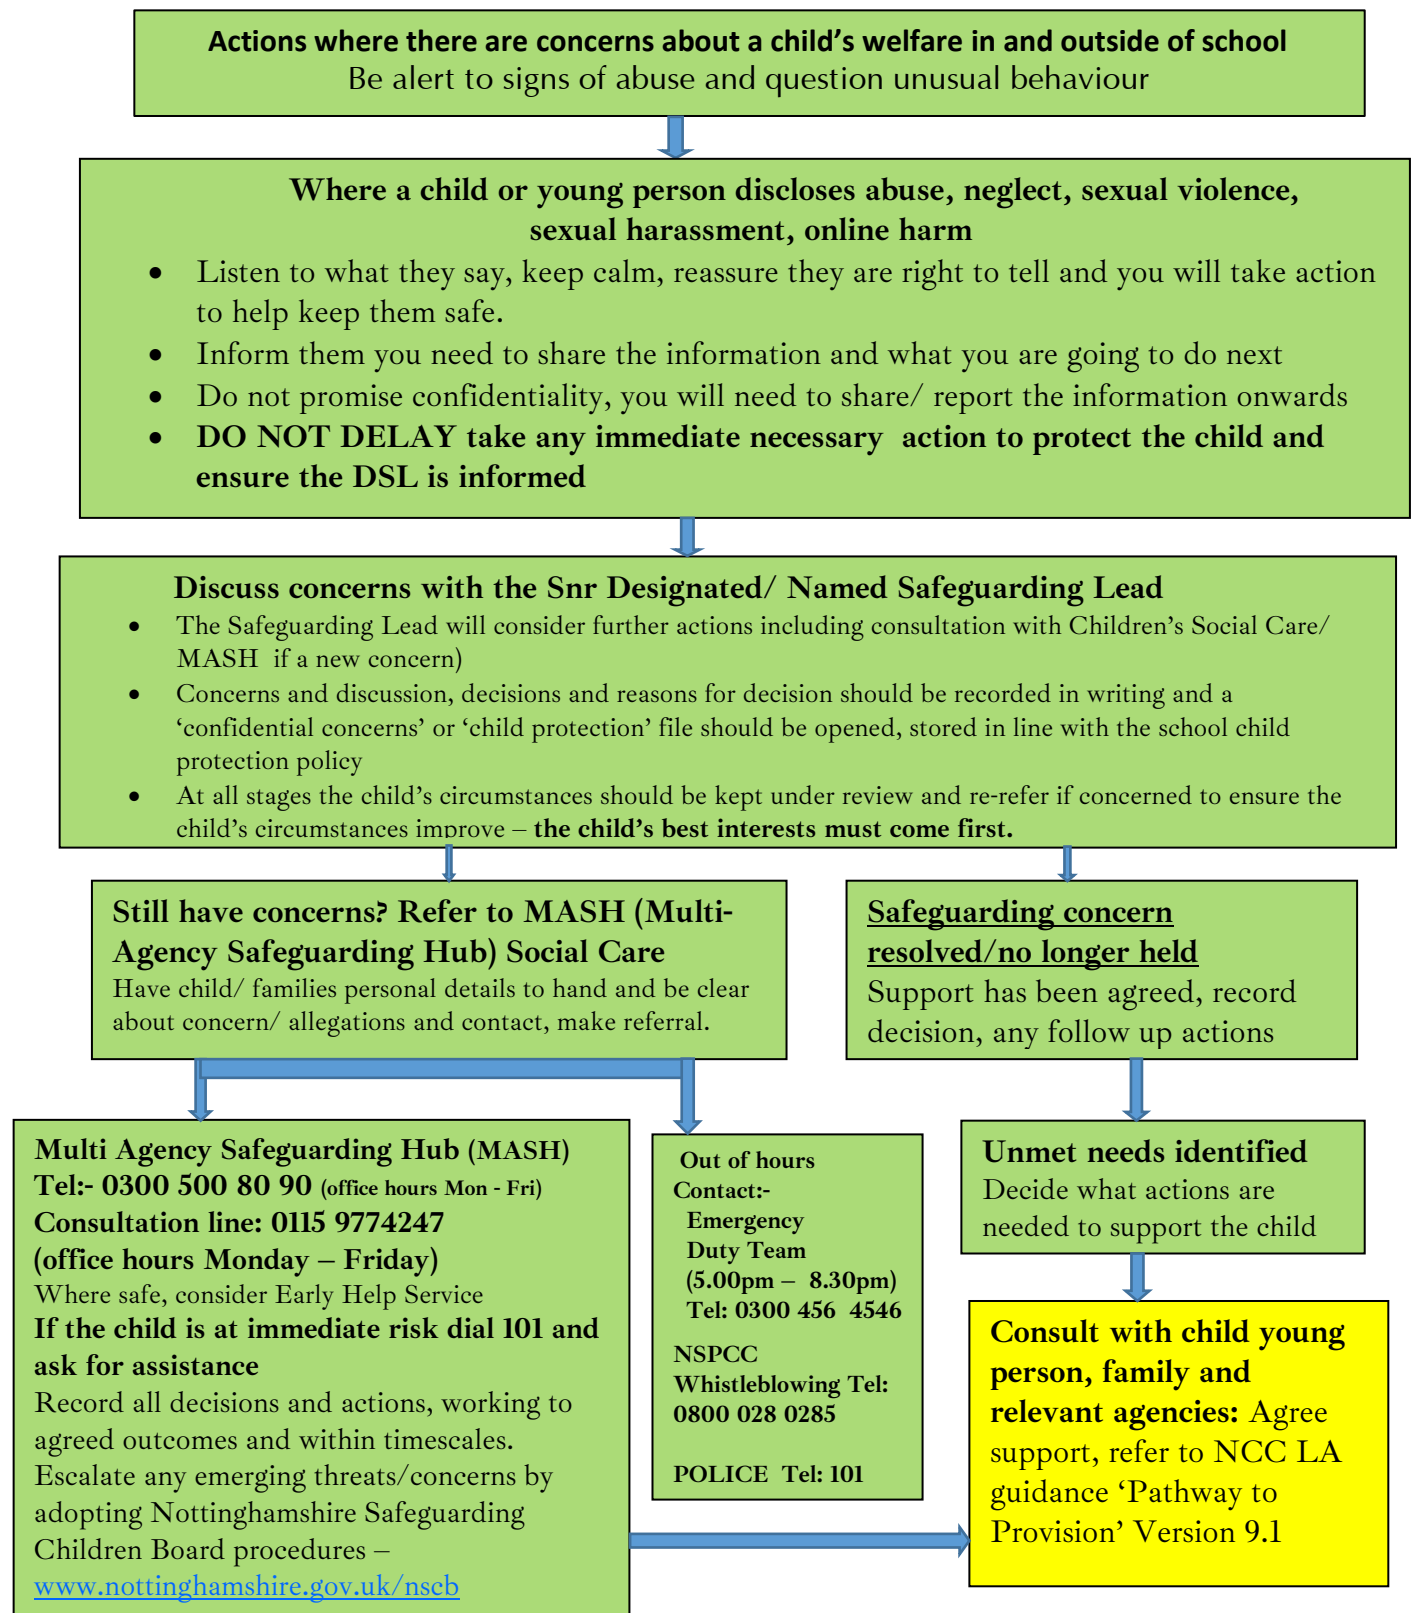 Actions where there are concerns about a child’s welfare in and outside of school
Be alert to signs of abuse and question unusual behaviour
Where a child or young person discloses abuse, neglect, sexual violence,
sexual harassment, online harm
• Listen to what they say, keep calm, reassure they are right to tell and you will take action
to help keep them safe.
• Inform them you need to share the information and what you are going to do next
• Do not promise confidentiality, you will need to share/ report the information onwards
• DO NOT DELAY take any immediate necessary action to protect the child and
ensure the DSL is informed
Discuss concerns with the Snr Designated/ Named Safeguarding Lead
• The Safeguarding Lead will consider further actions including consultation with Children’s Social Care/
MASH if a new concern)
• Concerns and discussion, decisions and reasons for decision should be recorded in writing and a
‘confidential concerns’ or ‘child protection’ file should be opened, stored in line with the school child
protection policy
• At all stages the child’s circumstances should be kept under review and re-refer if concerned to ensure the
child’s circumstances improve – the child’s best interests must come first.
Still have concerns? Refer to MASH (Multi-
Agency Safeguarding Hub) Social Care
Have child/ families personal details to hand and be clear
about concern/ allegations and contact, make referral.
Safeguarding concern
resolved/no longer held
Support has been agreed, record
decision, any follow up actions
Multi Agency Safeguarding Hub (MASH)
Tel:- 0300 500 80 90 (office hours Mon - Fri)
Consultation line: 0115 9774247
(office hours Monday – Friday)
Where safe, consider Early Help Service
If the child is at immediate risk dial 101 and
ask for assistance
Record all decisions and actions, working to
agreed outcomes and within timescales.
Escalate any emerging threats/concerns by
adopting Nottinghamshire Safeguarding
Children Board procedures –
www.nottinghamshire.gov.uk/nscb
Out of hours
Contact:-
Emergency
Duty Team
(5.00pm – 8.30pm)
Tel: 0300 456 4546
NSPCC
Whistleblowing Tel:
0800 028 0285
POLICE Tel: 101
Unmet needs identified
Decide what actions are
needed to support the child
Consult with child young
person, family and
relevant agencies: Agree
support, refer to NCC LA
guidance ‘Pathway to
Provision’ Version 9.1